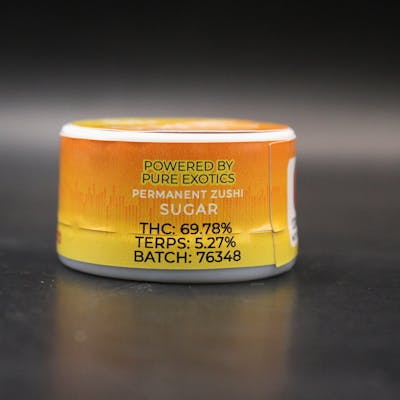 POWERED BY
PURE EXOTICS
PERMANENT ZUSHI
SUGAR
THC: 69.78%
TERPS: 5.27%
BATCH: 76348